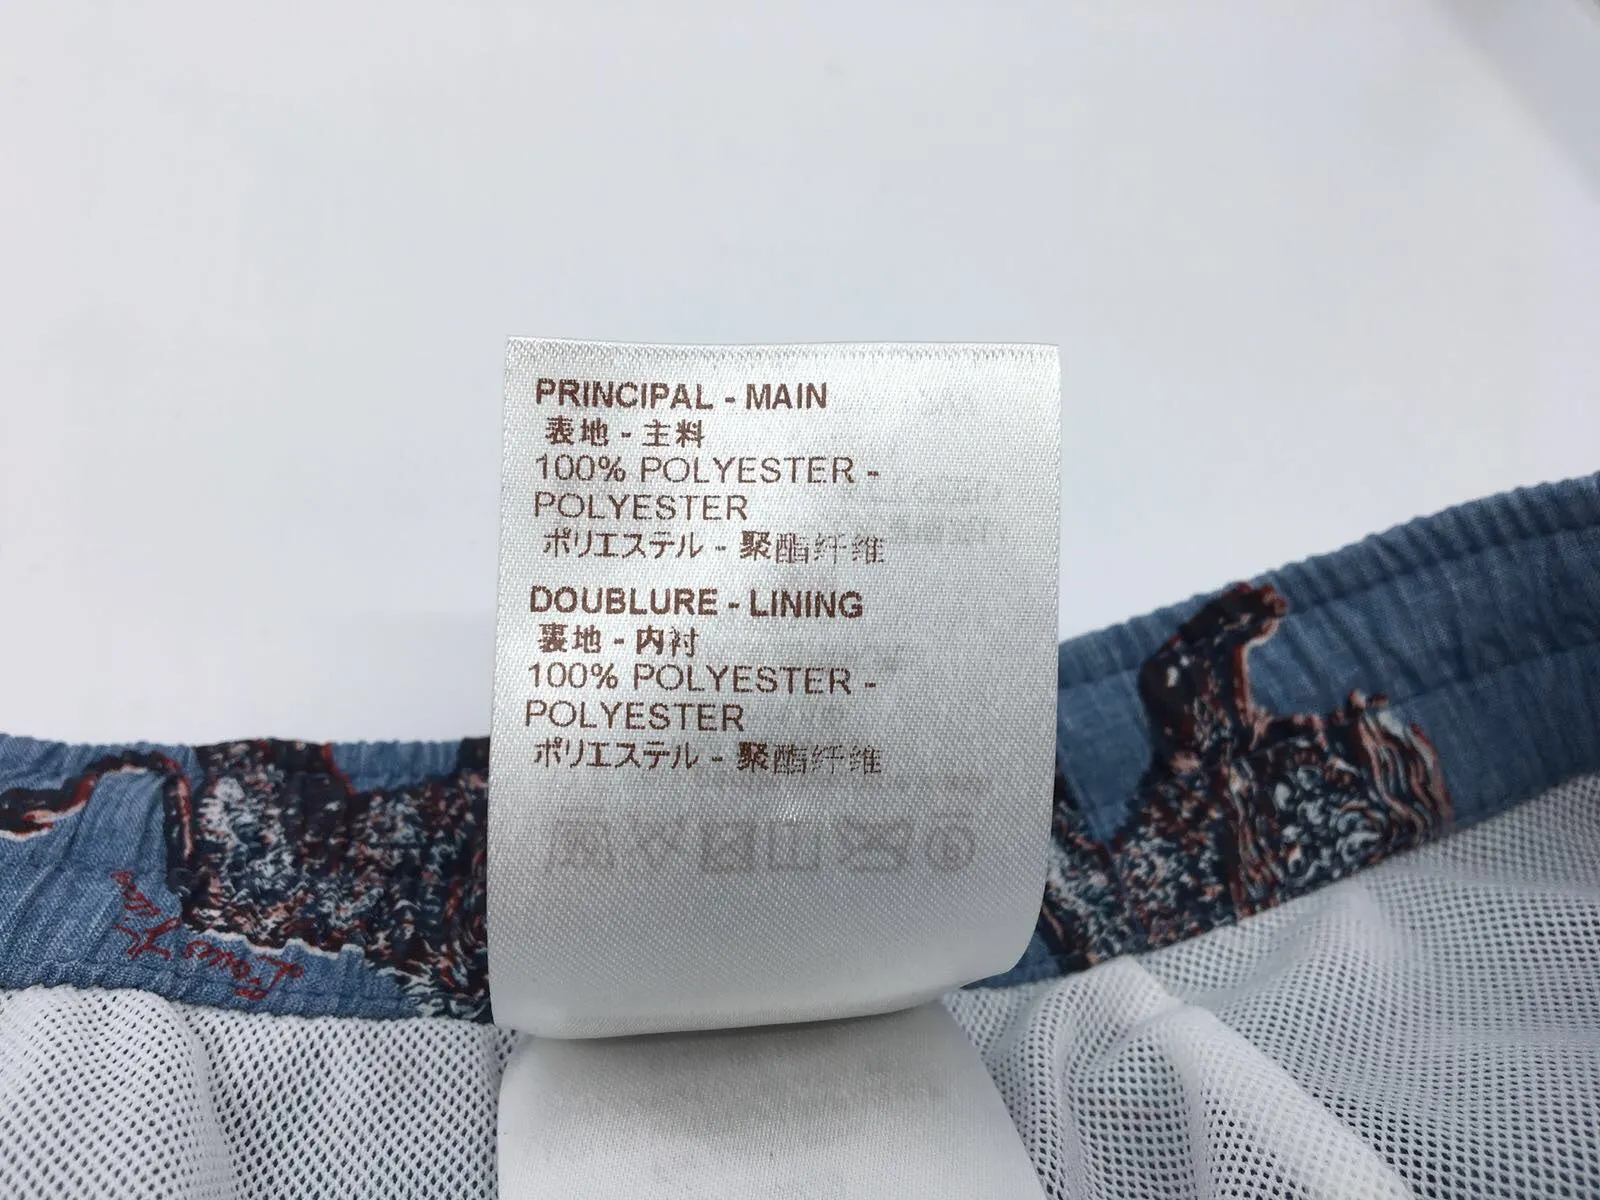 PRINCIPAL - MAIN
表地 - 主料
100% POLYESTER -
POLYESTER
ポリエステル - 聚酯纤维
DOUBLURE - LINING
裏地 - 内衬
100% POLYESTER -
POLYESTER
ポリエステル - 聚酯纤维
Louis